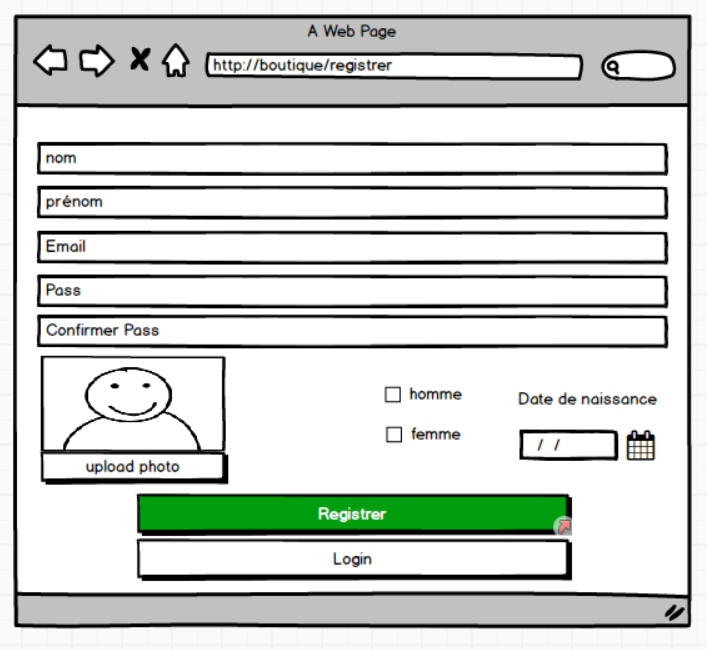 A Web Page
http://boutique/registrer
nom
prénom
Email
Pass
Confirmer Pass
homme
Date de naissance
femme
/ /
upload photo
Registrer
Login